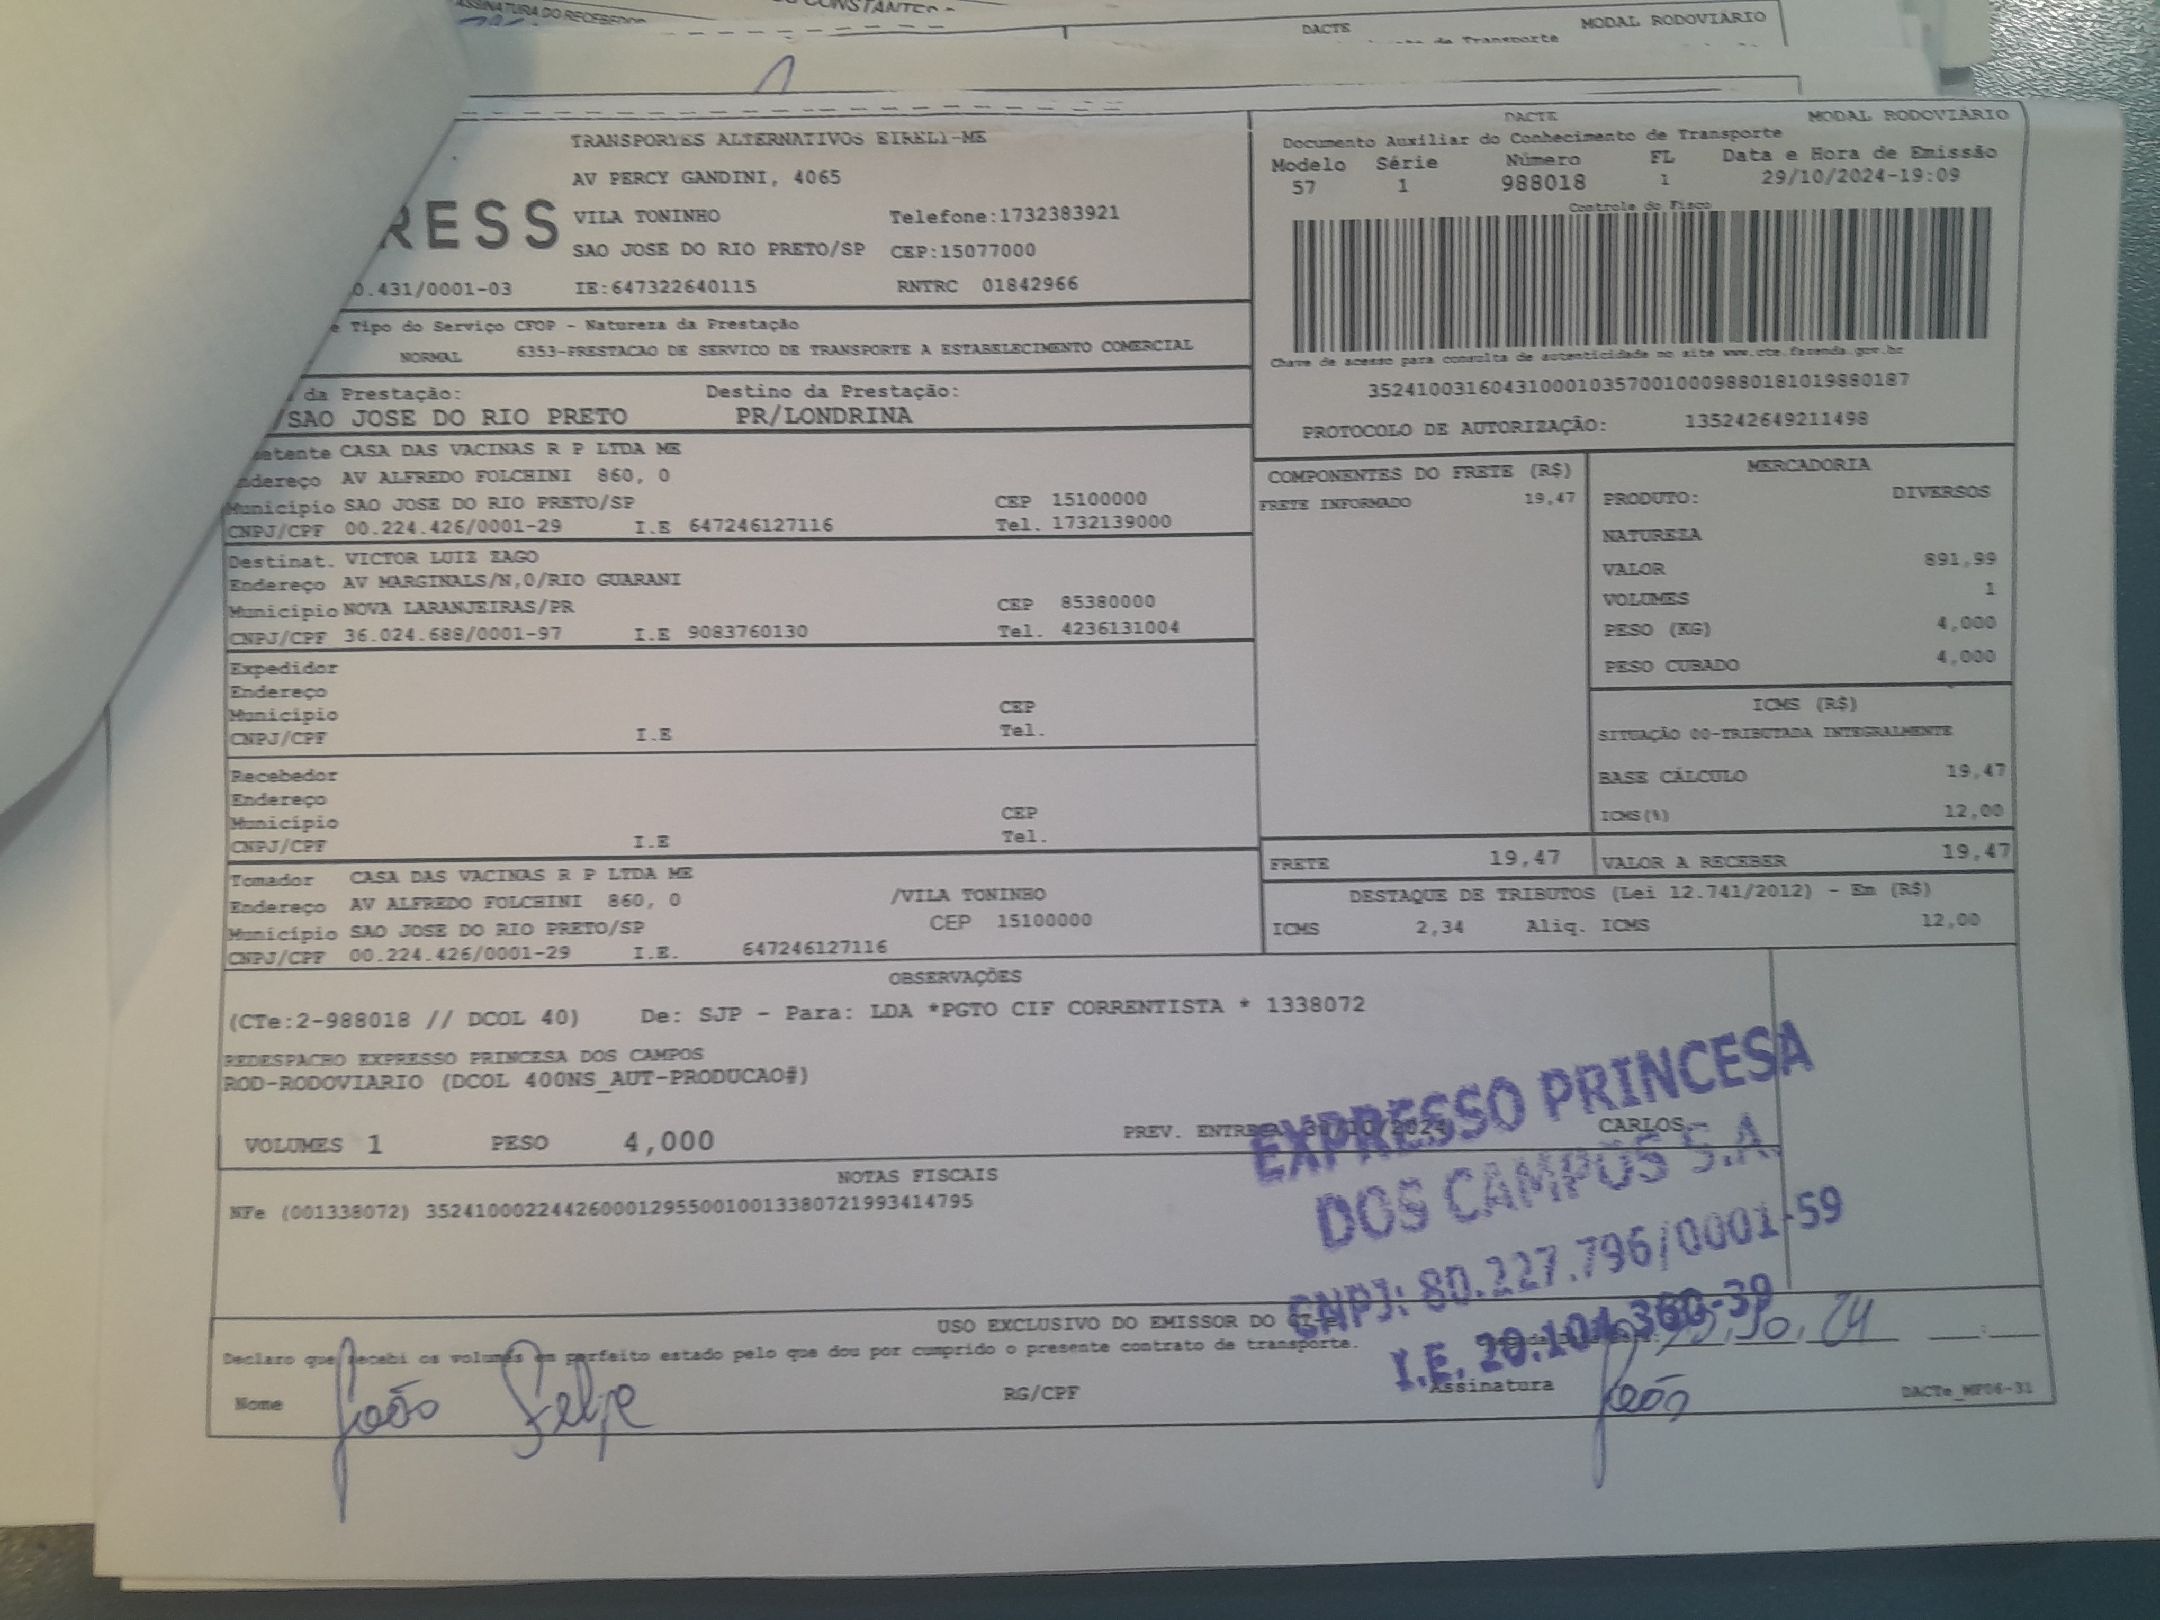 ASSINATURA DO RECEBEDOR
DACTE MODAL RODOVIÁRIO
de Transporte
DACTE MODAL RODOVIÁRIO
TRANSPORTES ALTERNATIVOS EIRELI-ME
Documento Auxiliar do Conhecimento de Transporte
Modelo Série Número FL Data e Hora de Emissão
57 1 988018 1 29/10/2024-19:09
AV PERCY GANDINI, 4065
RESS
VILA TONINHO Telefone:1732383921
SAO JOSE DO RIO PRETO/SP CEP:15077000
0.431/0001-03 IE:647322640115 RNTRC 01842966
Controle do Fisco
Chave de acesso para consulta de autenticidade no site www.cte.fazenda.gov.br
35241003160431000103570010009880181019880187
PROTOCOLO DE AUTORIZAÇÃO: 135242649211498
e Tipo do Serviço CFOP - Natureza da Prestação
NORMAL 6353-PRESTACAO DE SERVICO DE TRANSPORTE A ESTABELECIMENTO COMERCIAL
da Prestação: Destino da Prestação:
/SAO JOSE DO RIO PRETO PR/LONDRINA
etente CASA DAS VACINAS R P LTDA ME
ndereço AV ALFREDO FOLCHINI 860, 0
Município SAO JOSE DO RIO PRETO/SP CEP 15100000
CNPJ/CPF 00.224.426/0001-29 I.E 647246127116 Tel. 1732139000
Destinat. VICTOR LUIZ ZAGO
Endereço AV MARGINALS/N,0/RIO GUARANI
Município NOVA LARANJEIRAS/PR CEP 85380000
CNPJ/CPF 36.024.688/0001-97 I.E 9083760130 Tel. 4236131004
Expedidor
Endereço
Município CEP
CNPJ/CPF I.E Tel.
Recebedor
Endereço
Município CEP
CNPJ/CPF I.E Tel.
Tomador CASA DAS VACINAS R P LTDA ME
Endereço AV ALFREDO FOLCHINI 860, 0 /VILA TONINHO
Município SAO JOSE DO RIO PRETO/SP CEP 15100000
CNPJ/CPF 00.224.426/0001-29 I.E. 647246127116
COMPONENTES DO FRETE (R$)
FRETE INFORMADO 19,47
MERCADORIA
PRODUTO: DIVERSOS
NATUREZA
VALOR 891,99
VOLUMES 1
PESO (KG) 4,000
PESO CUBADO 4,000
ICMS (R$)
SITUAÇÃO 00-TRIBUTADA INTEGRALMENTE
BASE CÁLCULO 19,47
ICMS(%) 12,00
FRETE 19,47 VALOR A RECEBER 19,47
DESTAQUE DE TRIBUTOS (Lei 12.741/2012) - Em (R$)
ICMS 2,34 Aliq. ICMS 12,00
OBSERVAÇÕES
(CTe:2-988018 // DCOL 40) De: SJP - Para: LDA *PGTO CIF CORRENTISTA * 1338072
REDESPACHO EXPRESSO PRINCESA DOS CAMPOS
ROD-RODOVIARIO (DCOL 400NS_AUT-PRODUCAO#)
VOLUMES 1 PESO 4,000 PREV. ENTREGA CARLOS
NOTAS FISCAIS
NFe (001338072) 35241000224426000129550010013380721993414795
EXPRESSO PRINCESA
DOS CAMPOS S.A.
CNPJ: 80.227.796/0001-59
I.E. 20.104.360-39
USO EXCLUSIVO DO EMISSOR DO CT-e
Declaro que recebi os volumes em perfeito estado pelo que dou por cumprido o presente contrato de transporte.
Nome João Felipe RG/CPF Assinatura João DACTe_MF06-31